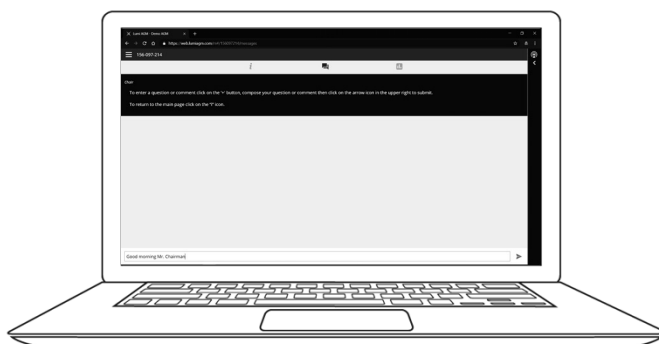 Lumi AGM - Demo AGM
https://web.lumiagm.com/
156-097-214
i
Chair
To enter a question or comment click on the '+' button, compose your question or comment then click on the arrow icon in the upper right to submit.
To return to the main page click on the "i" icon.
Good morning Mr. Chairman